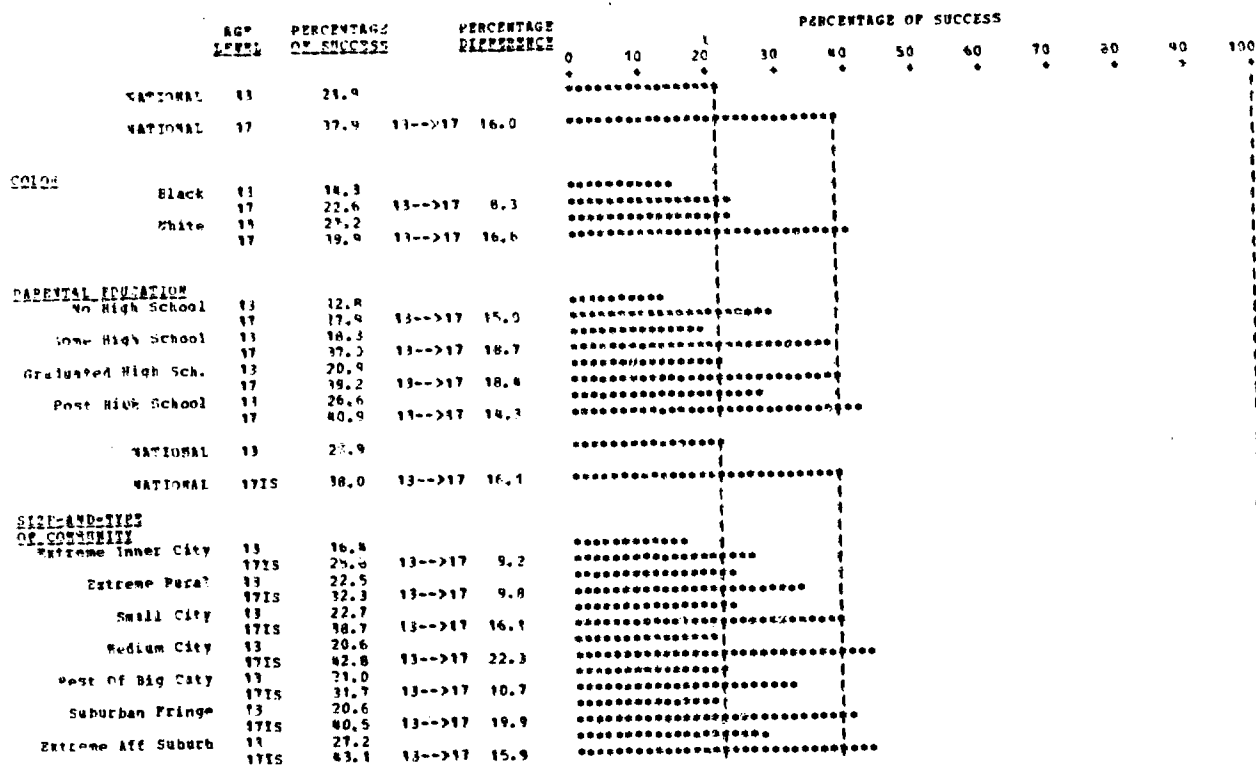 PERCENTAGE OF SUCCESS
AGE PERCENTAGE PERCENTAGE
LEVEL OF SUCCESS DIFFERENCE
0 10 20 30 40 50 60 70 80 90 100
NATIONAL 13 21.9
NATIONAL 17 37.9 13-->17 16.0
COLOR
Black 13 14.3
17 22.6 13-->17 8.3
White 13 23.2
17 39.9 13-->17 16.6
PARENTAL EDUCATION
No High School 13 12.8
17 13-->17 15.0
Some High School 13 18.3
17 37.0 13-->17 18.7
Graduated High Sch. 13 20.9
17 39.2 13-->17 18.4
Post High School 13 26.6
17 40.9 13-->17 14.3
NATIONAL 13 21.9
NATIONAL 17IS 38.0 13-->17 16.1
SIZE-AND-TYPE
OF COMMUNITY
Extreme Inner City 13 16.4
17IS 13-->17 9.2
Extreme Rural 13 22.5
17IS 32.3 13-->17 9.8
Small City 13 22.7
17IS 38.7 13-->17 16.1
Medium City 13 20.6
17IS 42.8 13-->17 22.3
Rest Of Big City 13 21.0
17IS 31.7 13-->17 10.7
Suburban Fringe 13 20.6
17IS 40.5 13-->17 19.9
Extreme Aff Suburb 13 27.2
17IS 43.1 13-->17 15.9